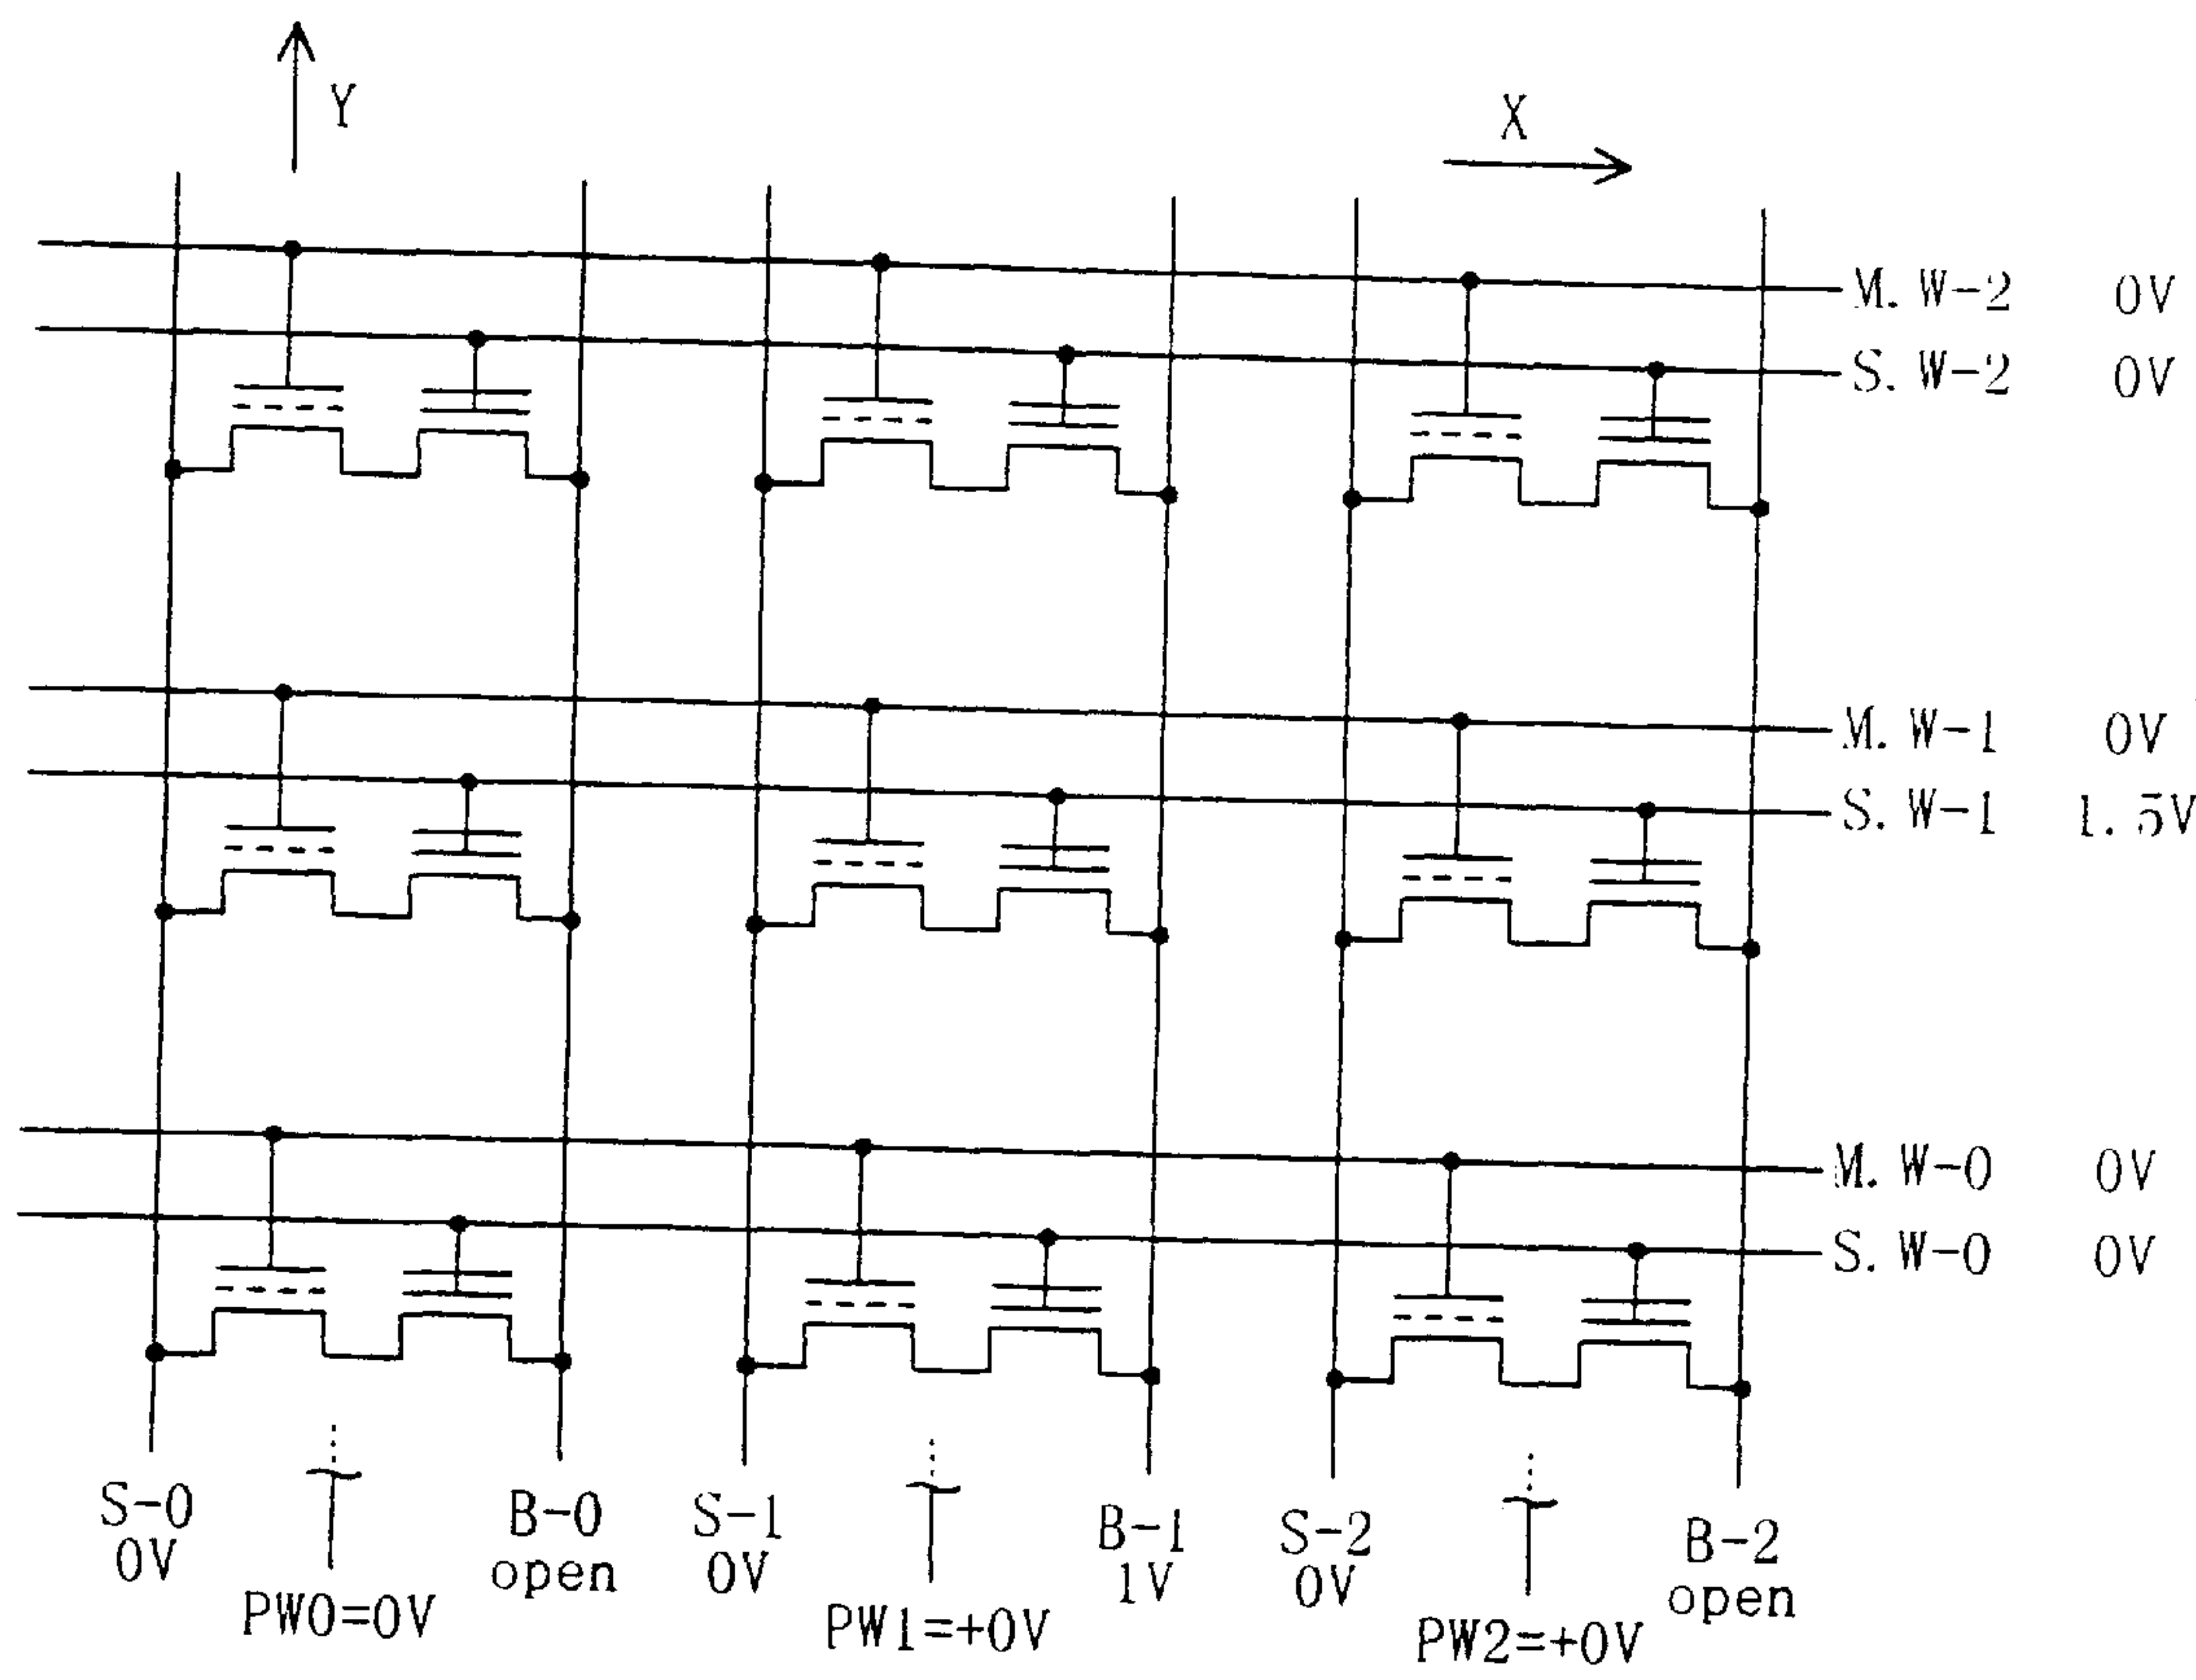 Y
X
M. W-2 0V
S. W-2 0V
M. W-1 0V
S. W-1 1.5V
M. W-0 0V
S. W-0 0V
S-0
0V
PW0=0V
B-0
open
S-1
0V
PW1=+0V
B-1
1V
S-2
0V
PW2=+0V
B-2
open